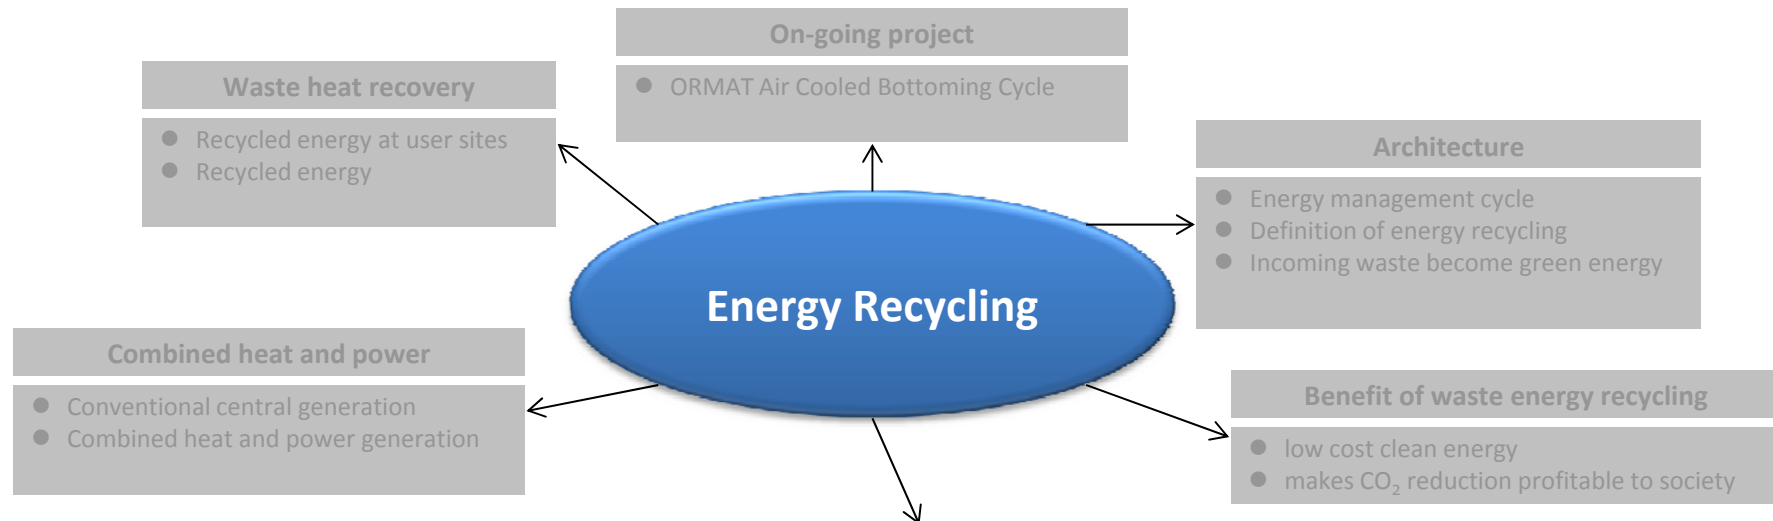 On-going project
● ORMAT Air Cooled Bottoming Cycle
Waste heat recovery
● Recycled energy at user sites
● Recycled energy
Architecture
● Energy management cycle
● Definition of energy recycling
● Incoming waste become green energy
Energy Recycling
Combined heat and power
● Conventional central generation
● Combined heat and power generation
Benefit of waste energy recycling
● low cost clean energy
● makes CO₂ reduction profitable to society